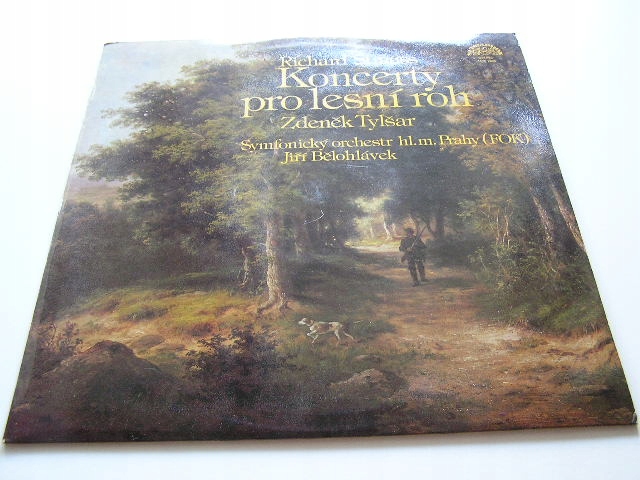 Richard
Koncerty
pro lesní roh
Zdeněk Tylšar
Symfonický orchestr hl. m. Prahy (FOK)
Jiří Bělohlávek